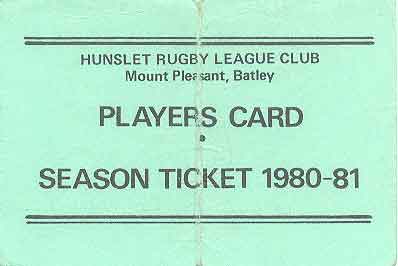 HUNSLET RUGBY LEAGUE CLUB
Mount Pleasant, Batley
PLAYERS CARD
•
SEASON TICKET 1980-81